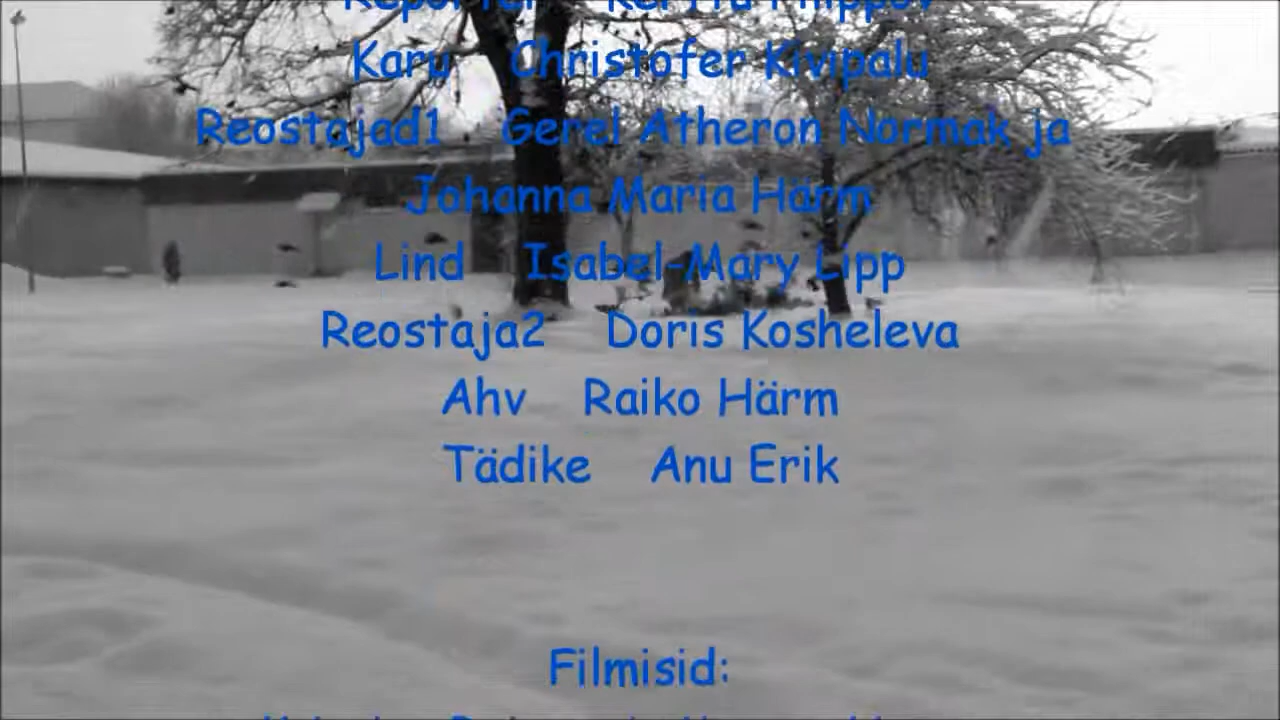 Karu Christofer Kivipalu
Reostajad1 Gerel Atheron Normak ja
Johanna Maria Härm
Lind Isabel-Mary Lipp
Reostaja2 Doris Kosheleva
Ahv Raiko Härm
Tädike Anu Erik
Filmisid: